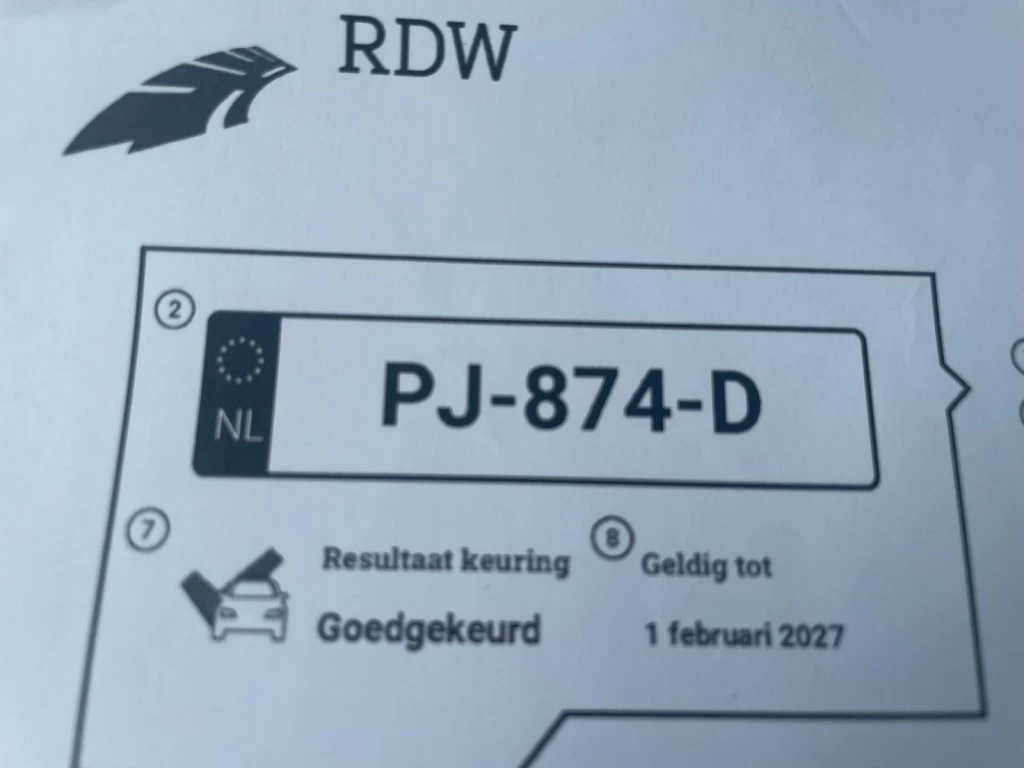 RDW
2
NL
PJ-874-D
7
Resultaat keuring
8
Geldig tot
Goedgekeurd
1 februari 2027